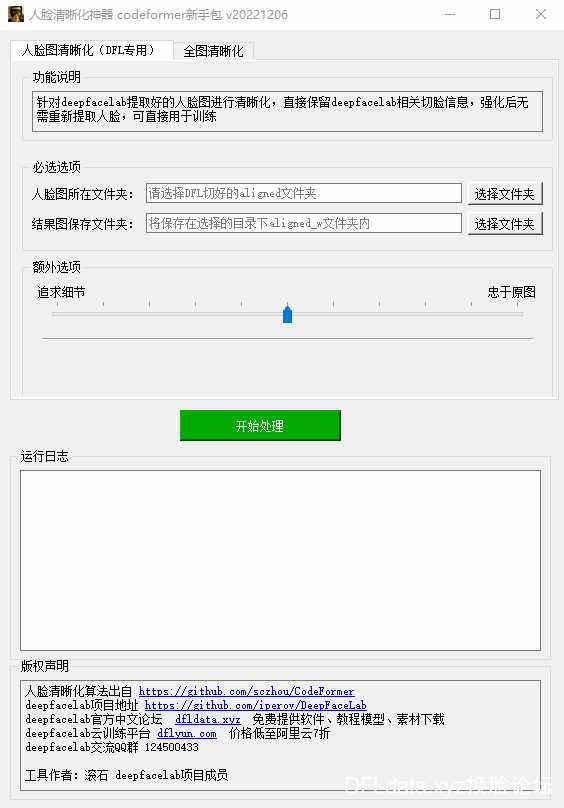 人脸清晰化神器 codeformer新手包 v20221206
人脸图清晰化（DFL专用） 全图清晰化
功能说明
针对deepfacelab提取好的人脸图进行清晰化，直接保留deepfacelab相关切脸信息，强化后无
需重新提取人脸，可直接用于训练
必选选项
人脸图所在文件夹： 请选择DFL切好的aligned文件夹 选择文件夹
结果图保存文件夹： 将保存在选择的目录下aligned_w文件夹内 选择文件夹
额外选项
追求细节 忠于原图
开始处理
运行日志
版权声明
人脸清晰化算法出自 https://github.com/sczhou/CodeFormer
deepfacelab项目地址 https://github.com/iperov/DeepFaceLab
deepfacelab官方中文论坛 dfldata.xyz 免费提供软件、教程模型、素材下载
deepfacelab云训练平台 dflyun.com 价格低至阿里云7折
deepfacelab交流QQ群 124500433
工具作者：滚石 deepfacelab项目成员
DFLdata.xyz换脸论坛